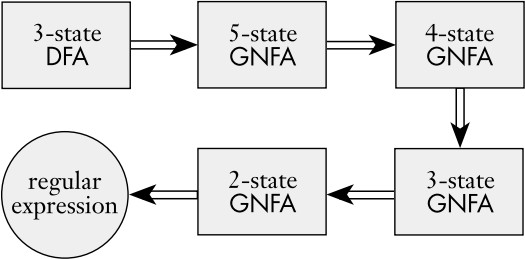 3-state
DFA
5-state
GNFA
4-state
GNFA
3-state
GNFA
2-state
GNFA
regular
expression